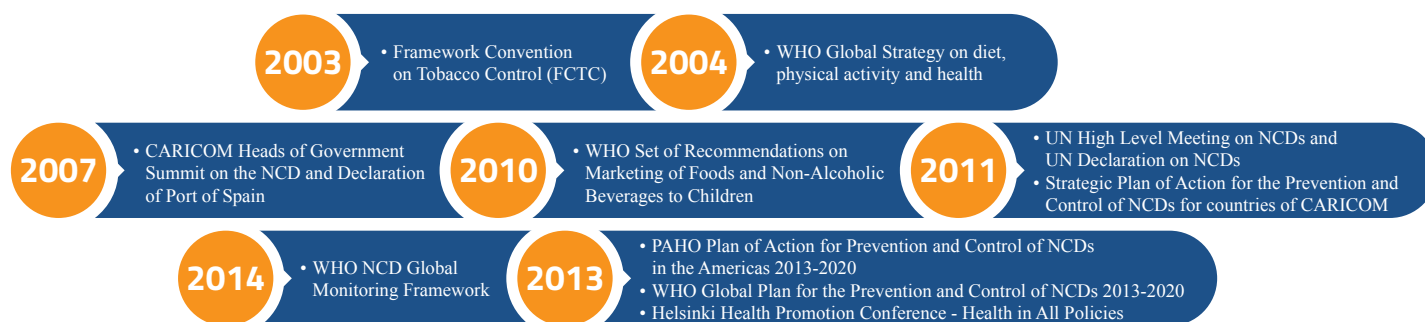 2003
• Framework Convention
on Tobacco Control (FCTC)
2004
• WHO Global Strategy on diet,
physical activity and health
2007
• CARICOM Heads of Government
Summit on the NCD and Declaration
of Port of Spain
2010
• WHO Set of Recommendations on
Marketing of Foods and Non-Alcoholic
Beverages to Children
2011
• UN High Level Meeting on NCDs and
UN Declaration on NCDs
• Strategic Plan of Action for the Prevention and
Control of NCDs for countries of CARICOM
2014
• WHO NCD Global
Monitoring Framework
2013
• PAHO Plan of Action for Prevention and Control of NCDs
in the Americas 2013-2020
• WHO Global Plan for the Prevention and Control of NCDs 2013-2020
• Helsinki Health Promotion Conference - Health in All Policies